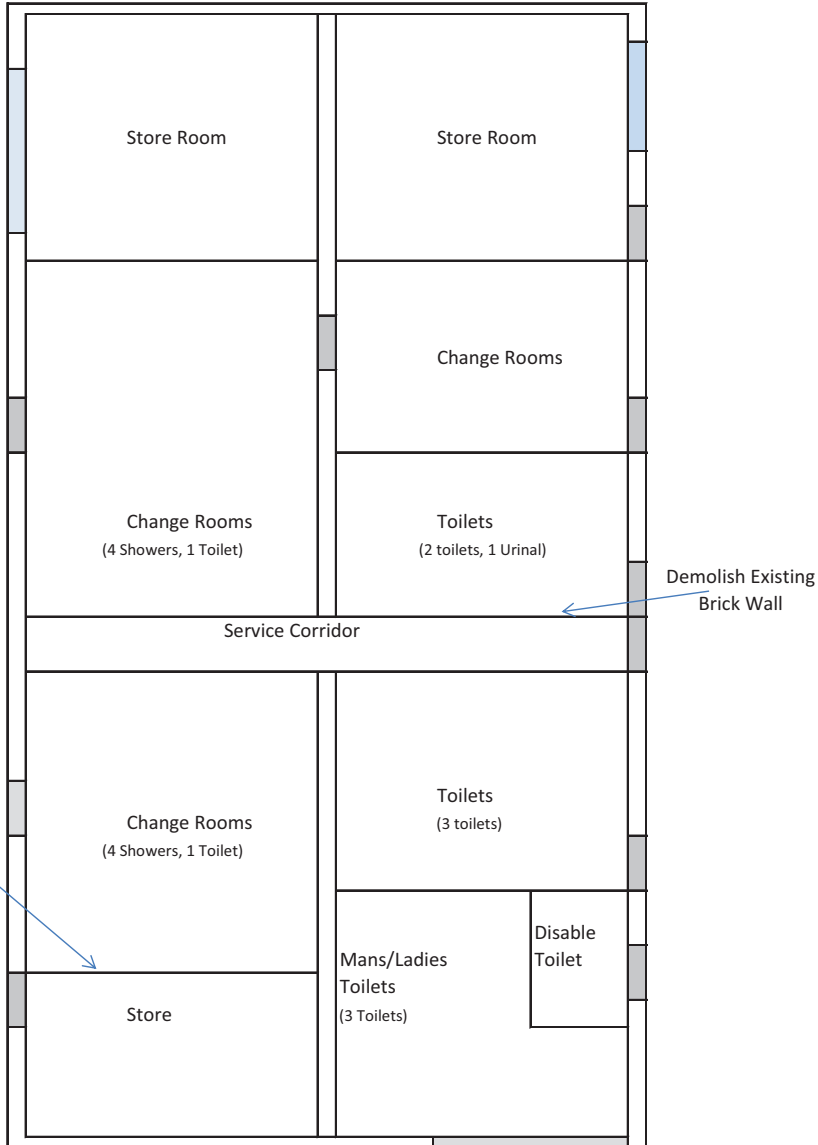 Store Room
Store Room
Change Rooms
Change Rooms
(4 Showers, 1 Toilet)
Toilets
(2 toilets, 1 Urinal)
Demolish Existing
Brick Wall
Service Corridor
Toilets
(3 toilets)
Change Rooms
(4 Showers, 1 Toilet)
Disable
Toilet
Mans/Ladies
Toilets
(3 Toilets)
Store